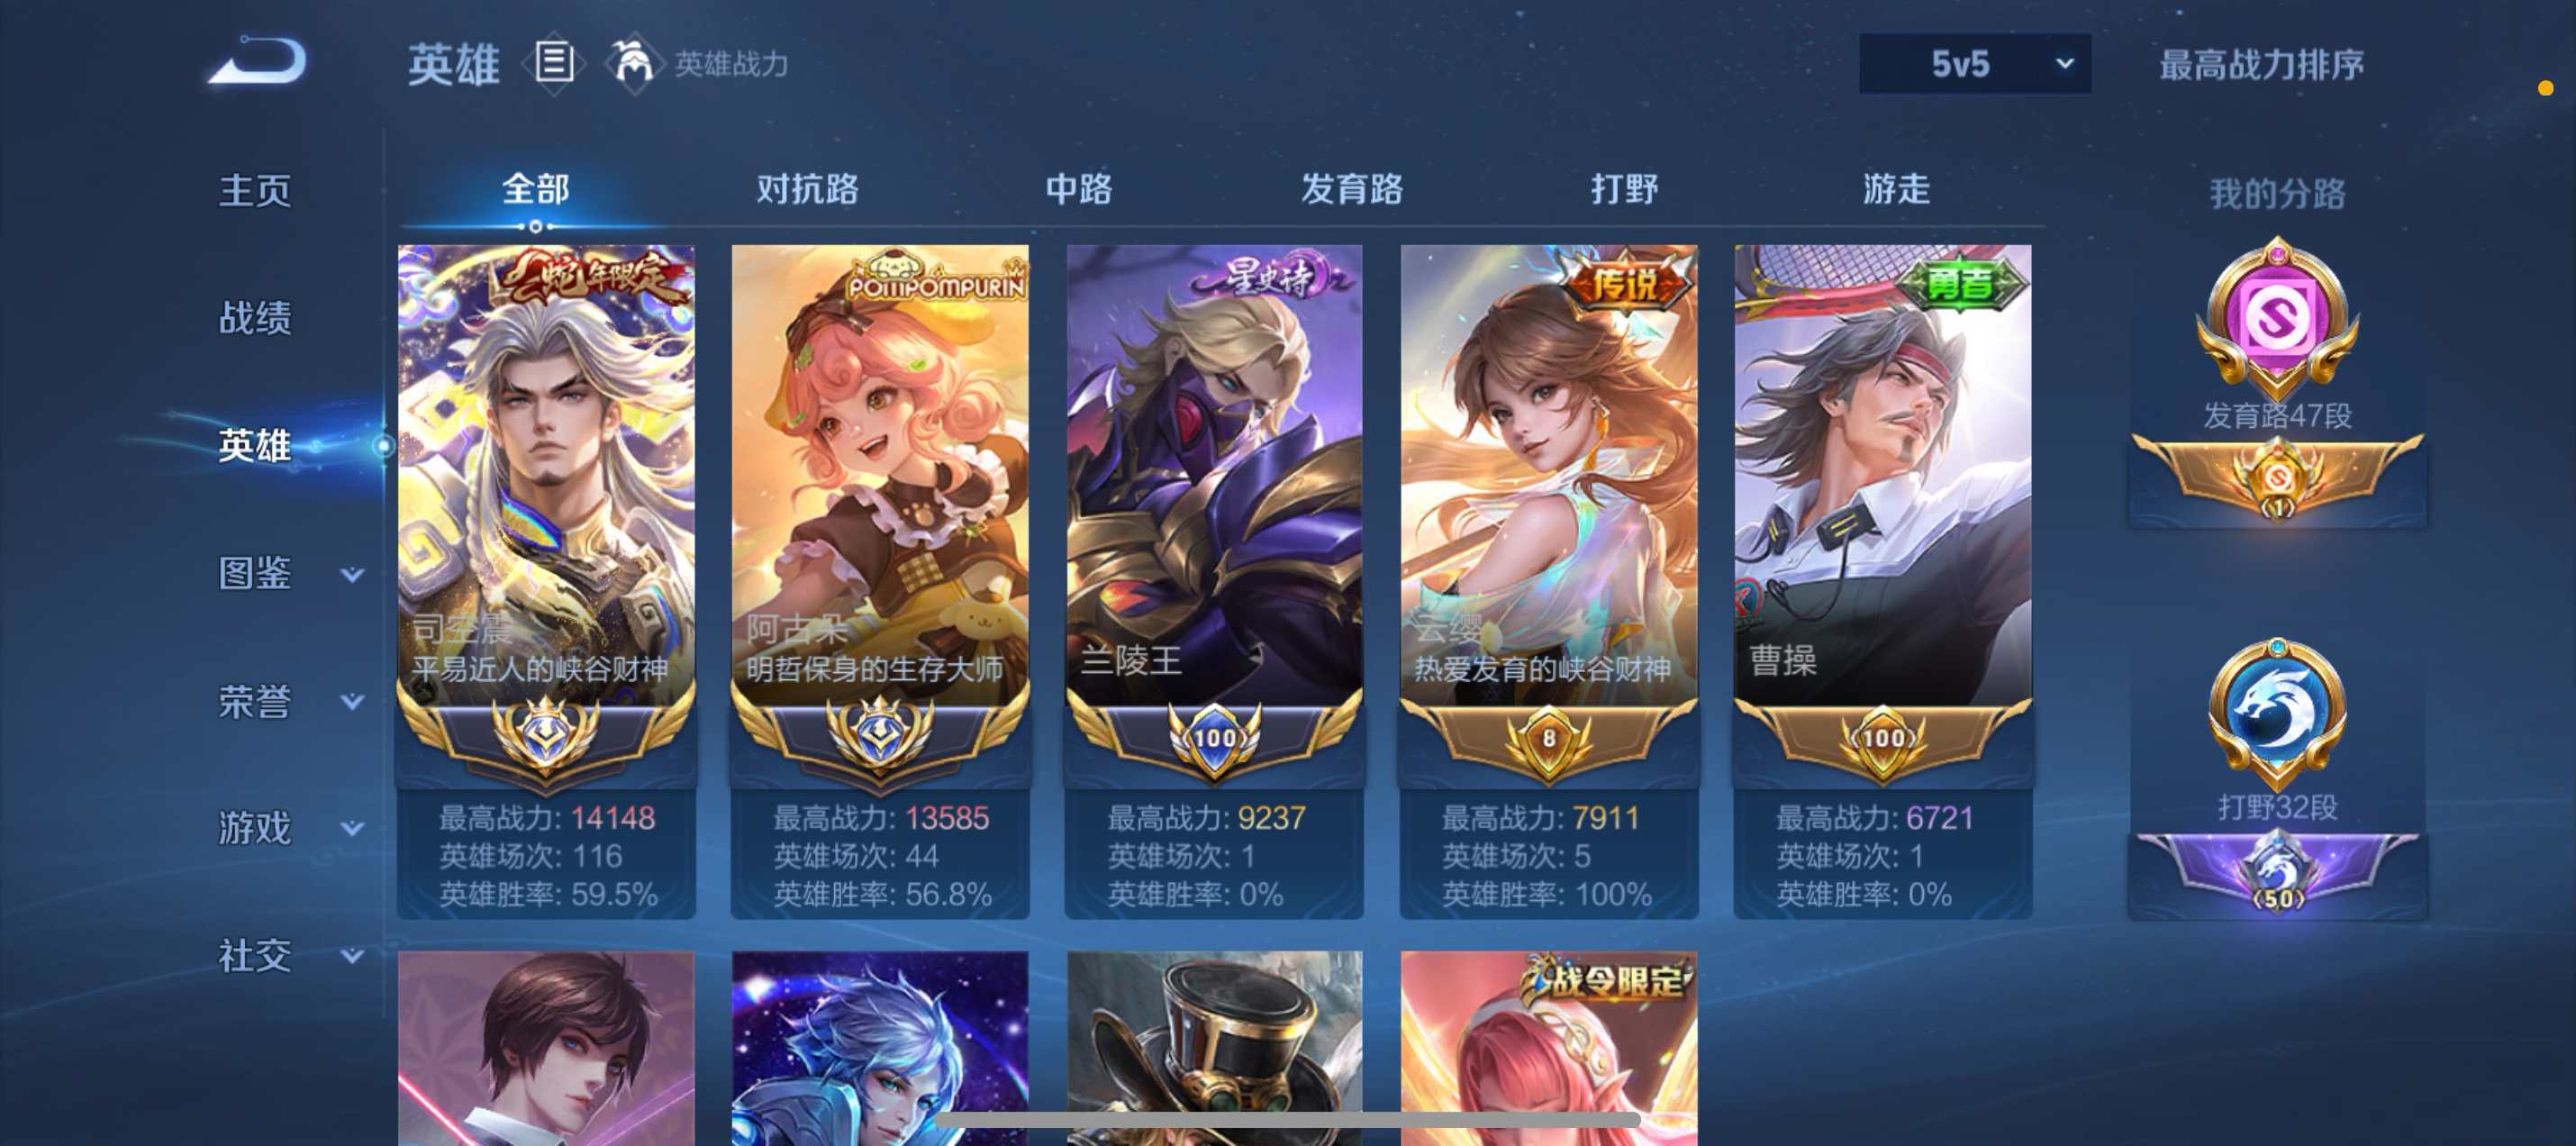 英雄
英雄战力
5v5
最高战力排序
主页
战绩
英雄
图鉴
荣誉
游戏
社交
全部
对抗路
中路
发育路
打野
游走
蛇年限定
司空震
平易近人的峡谷财神
最高战力: 14148
英雄场次: 116
英雄胜率: 59.5%
POMPOMPURIN
阿古朵
明哲保身的生存大师
最高战力: 13585
英雄场次: 44
英雄胜率: 56.8%
星史诗
兰陵王
100
最高战力: 9237
英雄场次: 1
英雄胜率: 0%
传说
云缨
热爱发育的峡谷财神
8
最高战力: 7911
英雄场次: 5
英雄胜率: 100%
勇者
曹操
100
最高战力: 6721
英雄场次: 1
英雄胜率: 0%
战令限定
我的分路
发育路47段
1
打野32段
50